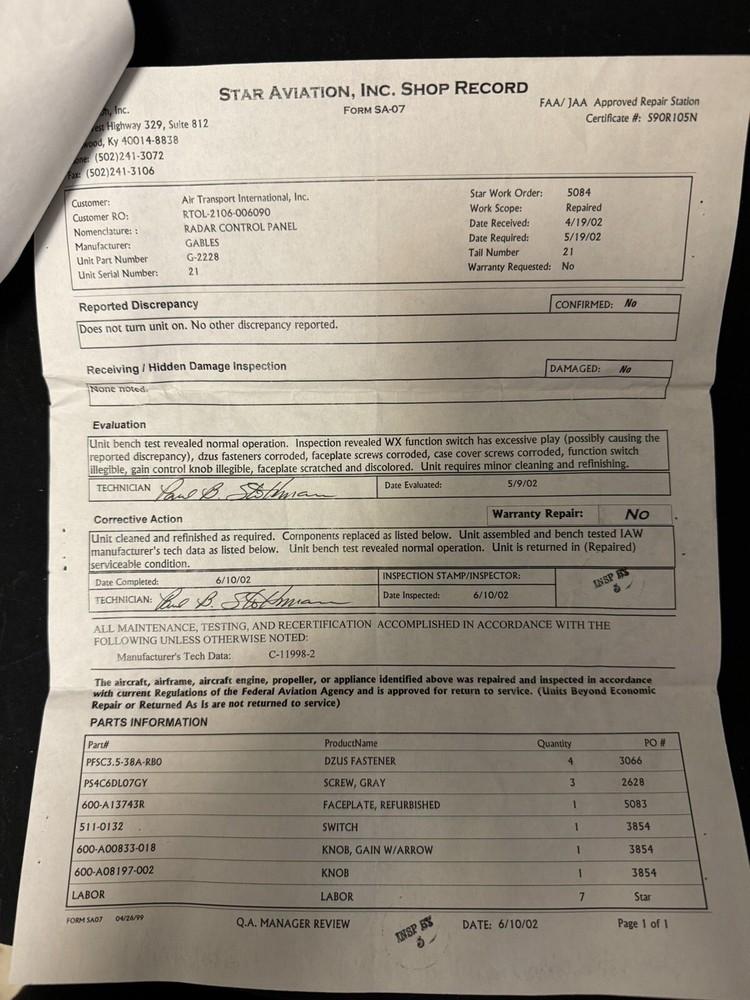 STAR AVIATION, INC. SHOP RECORD
FORM SA-07
FAA/ JAA Approved Repair Station
Certificate #: S9OR105N
Inc.
Highway 329, Suite 812
Ky 40014-8838
(502)241-3072
Fax: (502)241-3106
Customer: Air Transport International, Inc.
Customer RO: RTOL-2106-006090
Nomenclature: : RADAR CONTROL PANEL
Manufacturer: GABLES
Unit Part Number G-2228
Unit Serial Number: 21
Star Work Order: 5084
Work Scope: Repaired
Date Received: 4/19/02
Date Required: 5/19/02
Tail Number 21
Warranty Requested: No
Reported Discrepancy
CONFIRMED: No
Does not turn unit on. No other discrepancy reported.
Receiving / Hidden Damage Inspection
DAMAGED: No
None noted.
Evaluation
Unit bench test revealed normal operation. Inspection revealed WX function switch has excessive play (possibly causing the
reported discrepancy), dzus fasteners corroded, faceplate screws corroded, case cover screws corroded, function switch
illegible, gain control knob illegible, faceplate scratched and discolored. Unit requires minor cleaning and refinishing.
TECHNICIAN Paul B. Stothman
Date Evaluated: 5/9/02
Corrective Action
Warranty Repair: NO
Unit cleaned and refinished as required. Components replaced as listed below. Unit assembled and bench tested IAW
manufacturer's tech data as listed below. Unit bench test revealed normal operation. Unit is returned in (Repaired)
serviceable condition.
Date Completed: 6/10/02
INSPECTION STAMP/INSPECTOR:
INSP BY
TECHNICIAN: Paul B. Stothman
Date Inspected: 6/10/02
ALL MAINTENANCE, TESTING, AND RECERTIFICATION ACCOMPLISHED IN ACCORDANCE WITH THE
FOLLOWING UNLESS OTHERWISE NOTED:
Manufacturer's Tech Data: C-11998-2
The aircraft, airframe, aircraft engine, propeller, or appliance identified above was repaired and inspected in accordance
with current Regulations of the Federal Aviation Agency and is approved for return to service. (Units Beyond Economic
Repair or Returned As Is are not returned to service)
PARTS INFORMATION
Part# ProductName Quantity PO #
PFSC3.5-38A-RBO DZUS FASTENER 4 3066
PS4C6DL07GY SCREW, GRAY 3 2628
600-A13743R FACEPLATE, REFURBISHED 1 5083
511-0132 SWITCH 1 3854
600-A00833-018 KNOB, GAIN W/ARROW 1 3854
600-A08197-002 KNOB 1 3854
LABOR LABOR 7 Star
FORM SA07 04/26/99
Q.A. MANAGER REVIEW
INSP BY
DATE: 6/10/02
Page 1 of 1